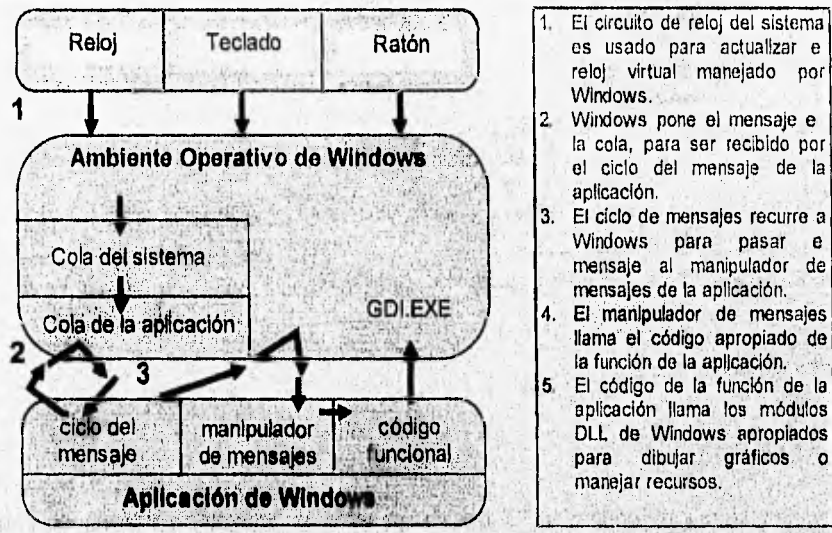 Reloj
Teclado
Ratón
1
Ambiente Operativo de Windows
Cola del sistema
Cola de la aplicación
GDI.EXE
2
3
ciclo del
mensaje
manipulador
de mensajes
código
funcional
Aplicación de Windows
1. El circuito de reloj del sistema
es usado para actualizar e
reloj virtual manejado por
Windows.
2. Windows pone el mensaje e
la cola, para ser recibido por
el ciclo del mensaje de la
aplicación.
3. El ciclo de mensajes recurre a
Windows para pasar e
mensaje al manipulador de
mensajes de la aplicación.
4. El manipulador de mensajes
llama el código apropiado de
la función de la aplicación.
5 El código de la función de la
aplicación llama los módulos
DLL de Windows apropiados
para dibujar gráficos o
manejar recursos.